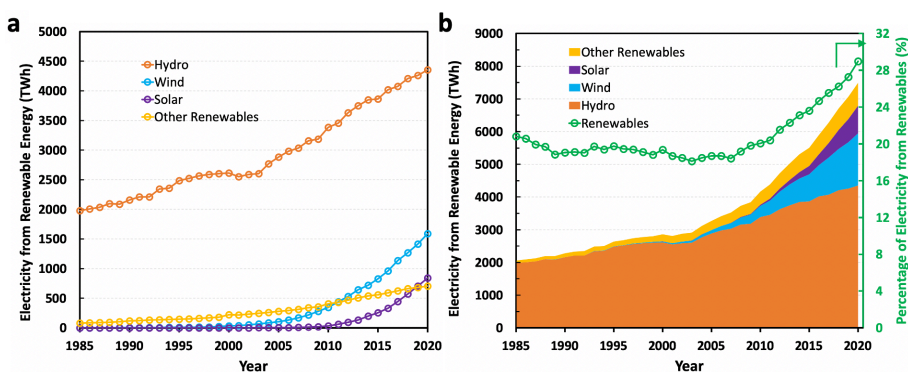 a
Electricity from Renewable Energy (TWh)
5000
4500
4000
3500
3000
2500
2000
1500
1000
500
0
Hydro
Wind
Solar
Other Renewables
1985 1990 1995 2000 2005 2010 2015 2020
Year
b
Electricity from Renewable Energy (TWh)
9000
8000
7000
6000
5000
4000
3000
2000
1000
0
Other Renewables
Solar
Wind
Hydro
Renewables
32
28
24
20
16
12
8
4
0
Percentage of Electricity from Renewables (%)
1985 1990 1995 2000 2005 2010 2015 2020
Year